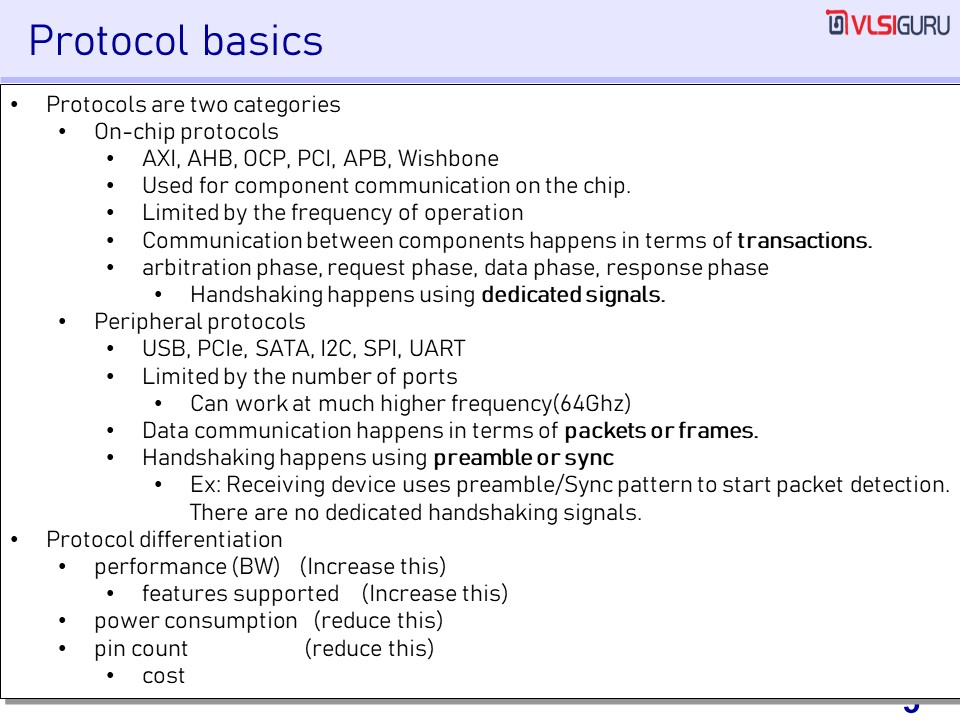 Protocol basics
VLSIGURU
• Protocols are two categories
• On-chip protocols
• AXI, AHB, OCP, PCI, APB, Wishbone
• Used for component communication on the chip.
• Limited by the frequency of operation
• Communication between components happens in terms of transactions.
• arbitration phase, request phase, data phase, response phase
• Handshaking happens using dedicated signals.
• Peripheral protocols
• USB, PCIe, SATA, I2C, SPI, UART
• Limited by the number of ports
• Can work at much higher frequency(64Ghz)
• Data communication happens in terms of packets or frames.
• Handshaking happens using preamble or sync
• Ex: Receiving device uses preamble/Sync pattern to start packet detection.
There are no dedicated handshaking signals.
• Protocol differentiation
• performance (BW) (Increase this)
• features supported (Increase this)
• power consumption (reduce this)
• pin count (reduce this)
• cost